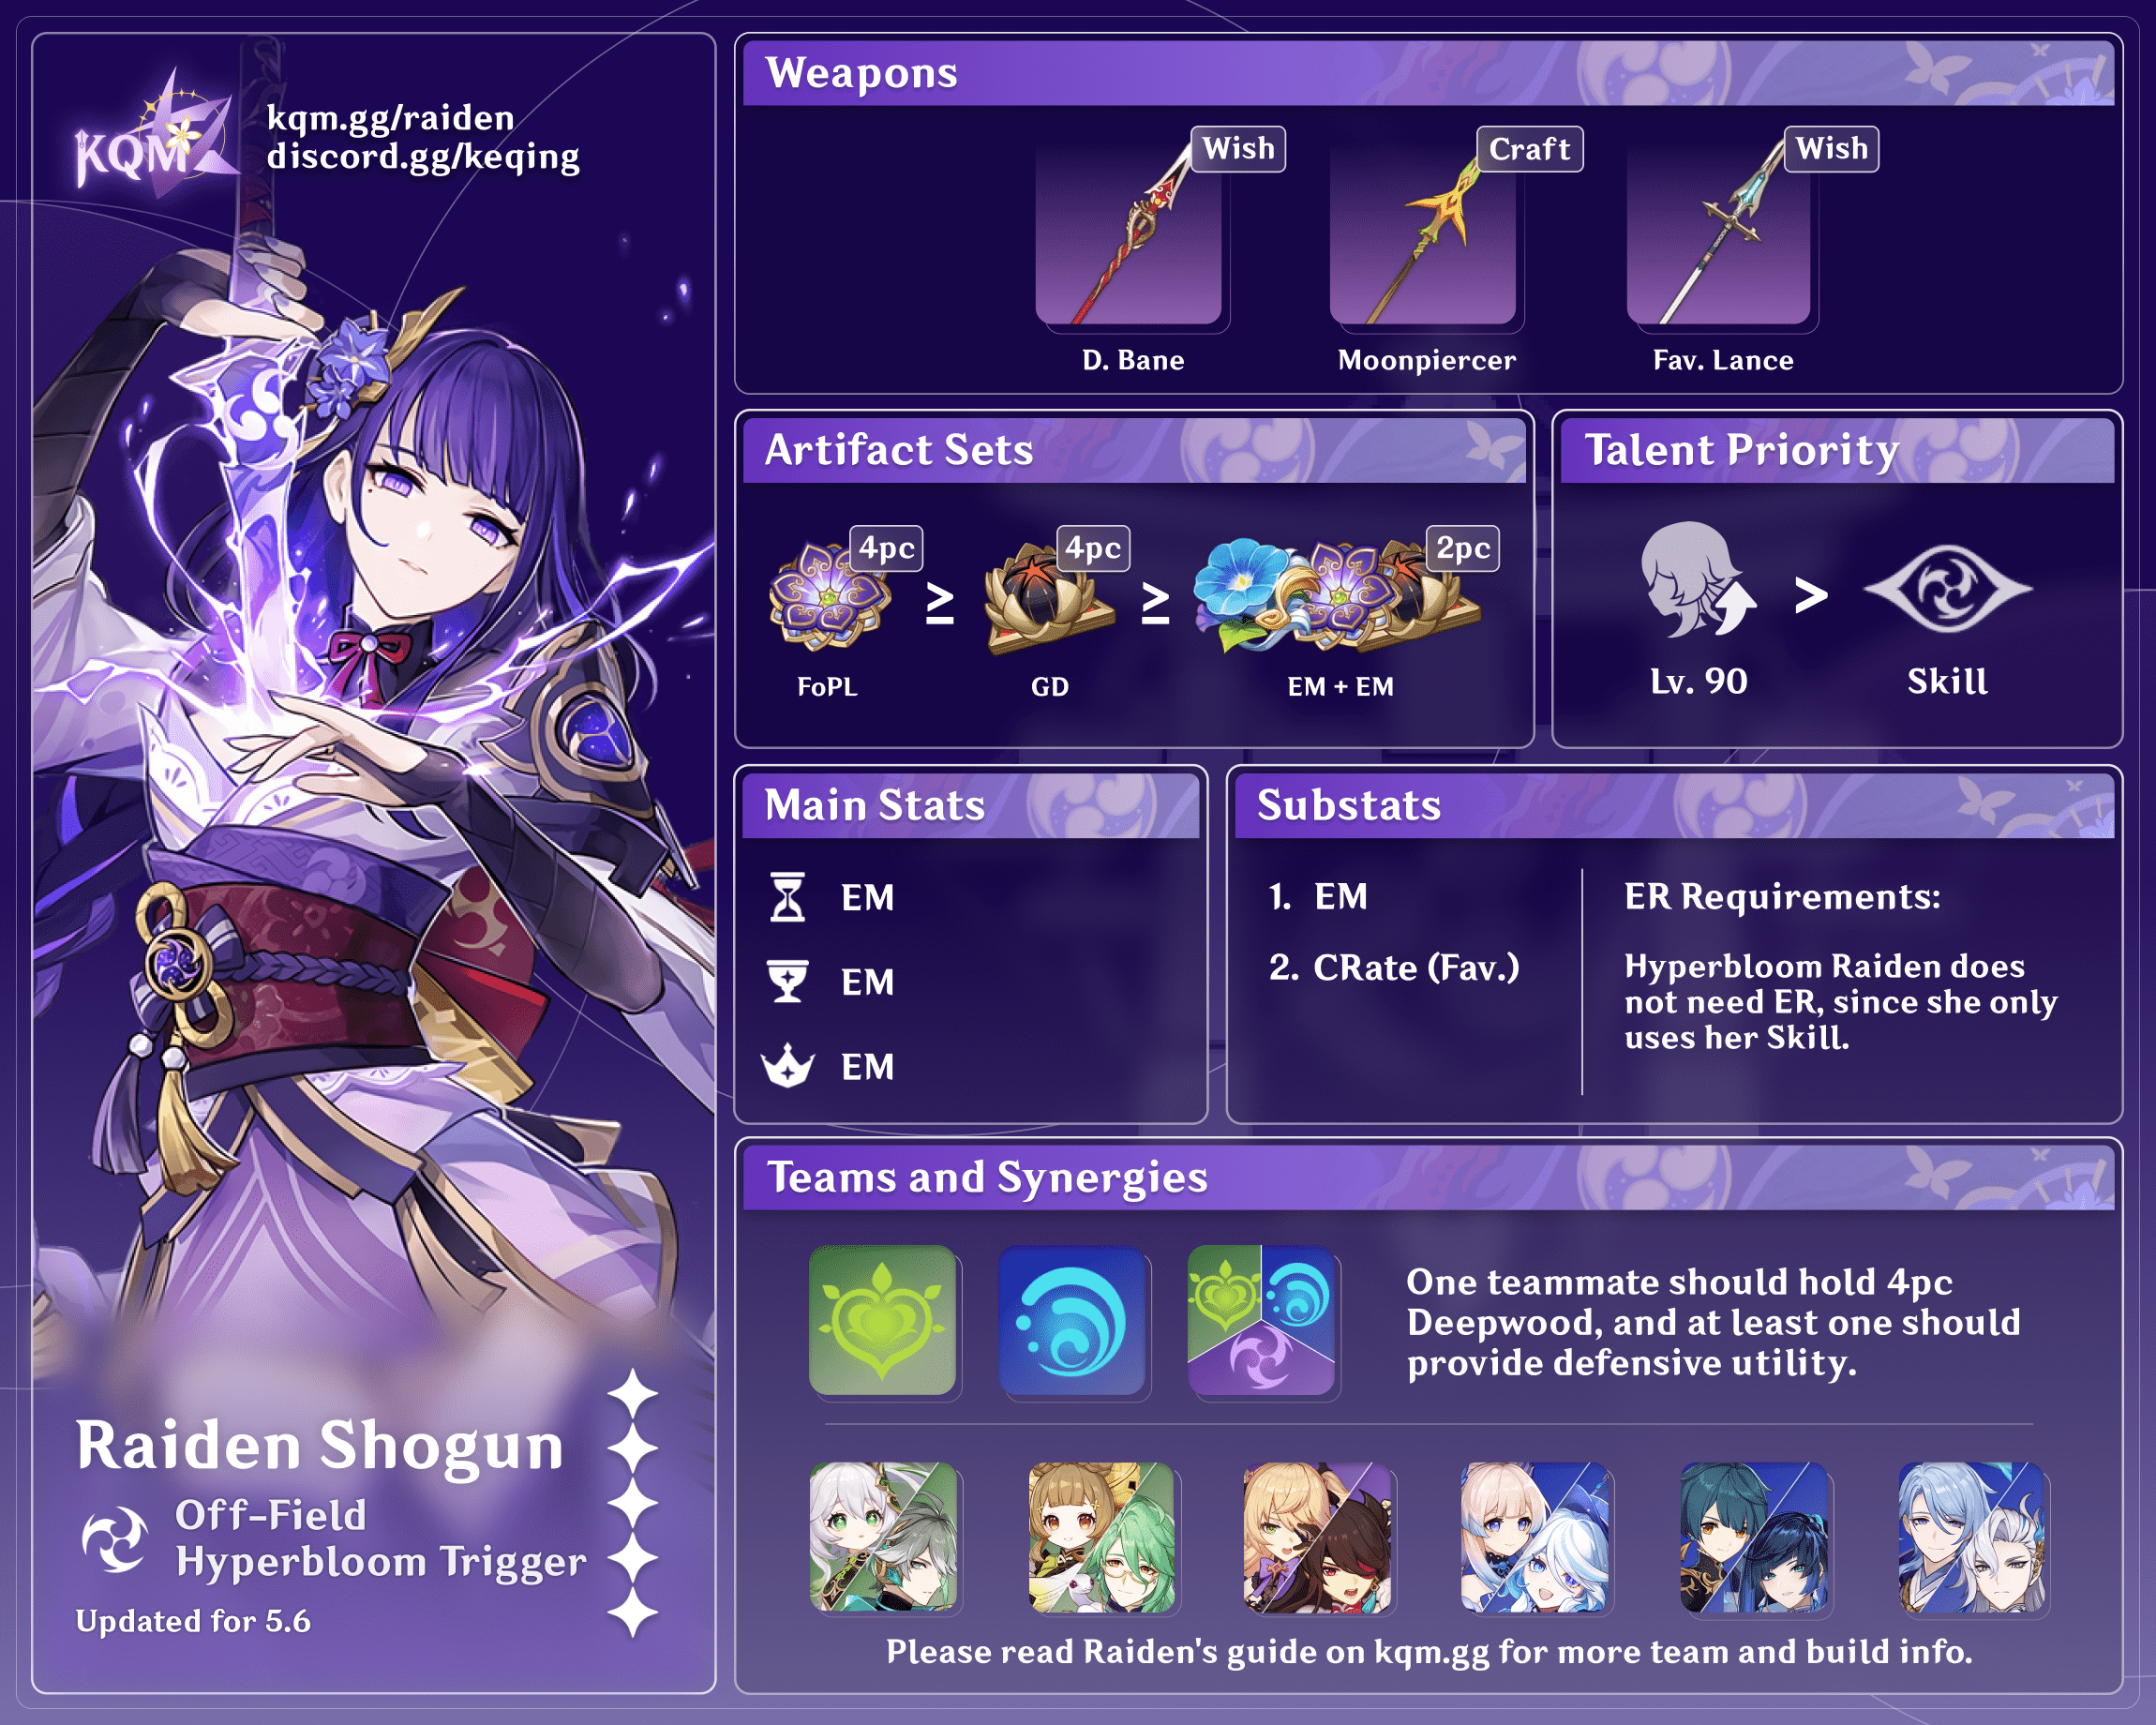 KQM
kqm.gg/raiden
discord.gg/keqing
Raiden Shogun
Off-Field
Hyperbloom Trigger
Updated for 5.6
Weapons
Wish
Craft
Wish
D. Bane
Moonpiercer
Fav. Lance
Artifact Sets
4pc
≥
4pc
≥
2pc
FoPL
GD
EM + EM
Talent Priority
>
Lv. 90
Skill
Main Stats
EM
EM
EM
Substats
1. EM
2. CRate (Fav.)
ER Requirements:
Hyperbloom Raiden does
not need ER, since she only
uses her Skill.
Teams and Synergies
One teammate should hold 4pc
Deepwood, and at least one should
provide defensive utility.
Please read Raiden's guide on kqm.gg for more team and build info.